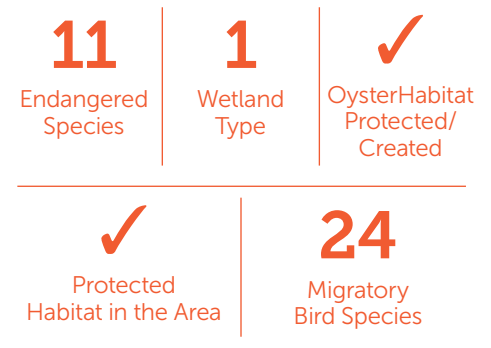 11
Endangered
Species
1
Wetland
Type
✓
OysterHabitat
Protected/
Created
✓
Protected
Habitat in the Area
24
Migratory
Bird Species